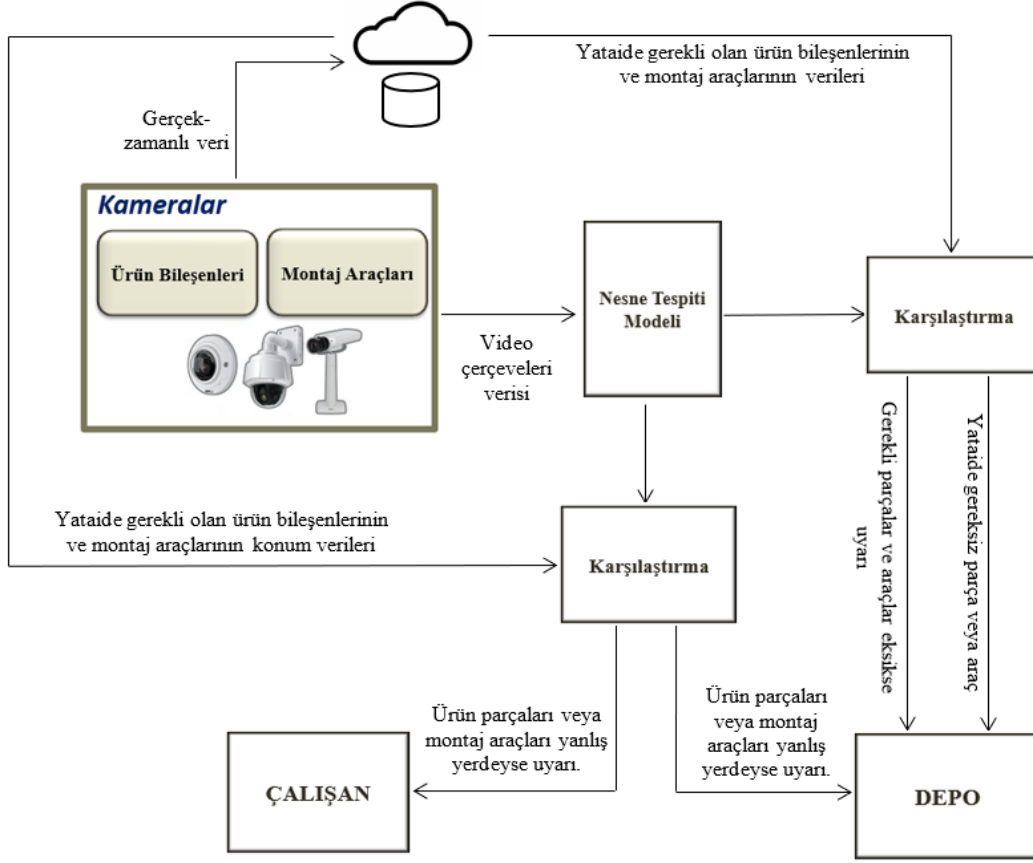 Yataide gerekli olan ürün bileşenlerinin
ve montaj araçlarının verileri
Gerçek-
zamanlı veri
Kameralar
Ürün Bileşenleri
Montaj Araçları
Nesne Tespiti
Modeli
Karşılaştırma
Video
çerçeveleri
verisi
Gerekli parçalar ve araçlar eksikse
uyarı
Yataide gereksiz parça veya araç
Yataide gerekli olan ürün bileşenlerinin
ve montaj araçlarının konum verileri
Karşılaştırma
Ürün parçaları veya
montaj araçları yanlış
yerdeyse uyarı.
Ürün parçaları
veya montaj
araçları yanlış
yerdeyse uyarı.
ÇALIŞAN
DEPO